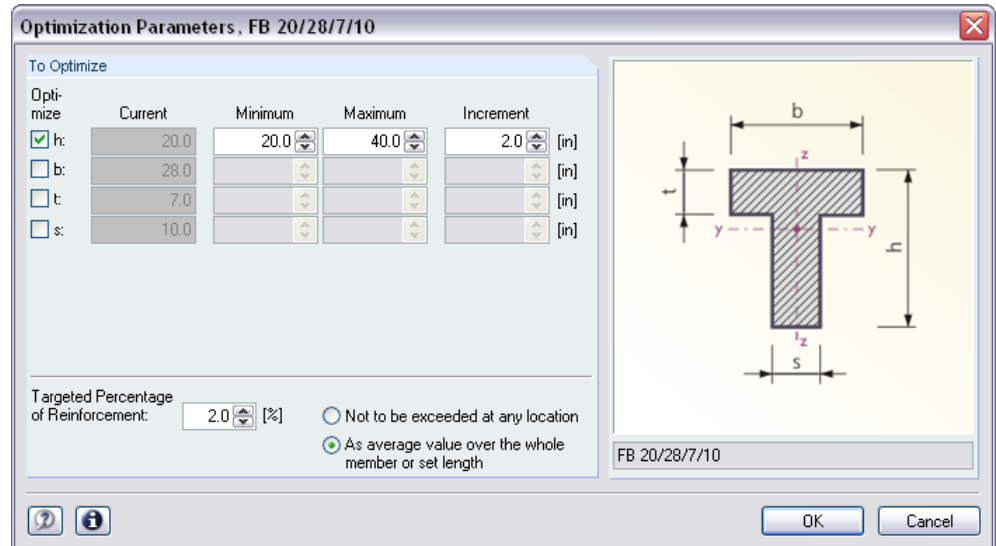 Optimization Parameters, FB 20/28/7/10
To Optimize
Opti-
mize Current Minimum Maximum Increment
h: 20.0 20.0 40.0 2.0 [in]
b: 28.0 [in]
t: 7.0 [in]
s: 10.0 [in]
Targeted Percentage
of Reinforcement: 2.0 [%]
Not to be exceeded at any location
As average value over the whole
member or set length
b
z
t
y y
h
z
s
FB 20/28/7/10
OK Cancel